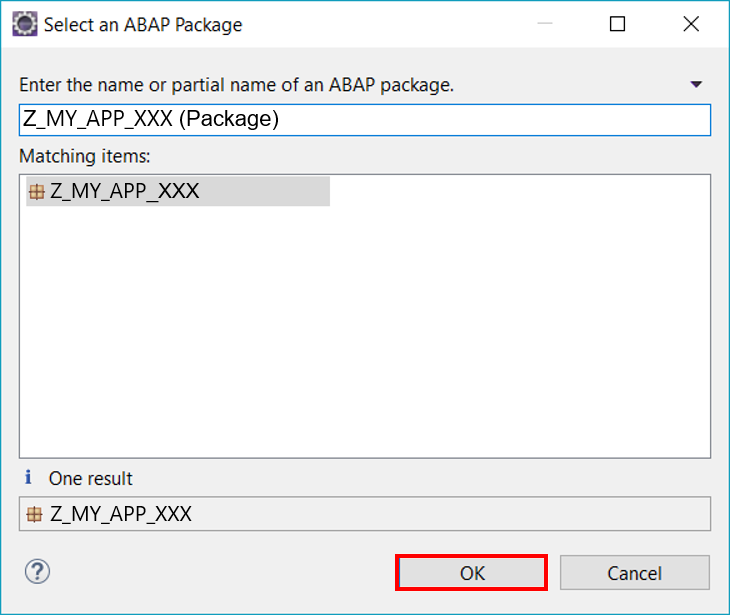 Select an ABAP Package
Enter the name or partial name of an ABAP package.
Z_MY_APP_XXX (Package)
Matching items:
Z_MY_APP_XXX
i One result
Z_MY_APP_XXX
? OK Cancel